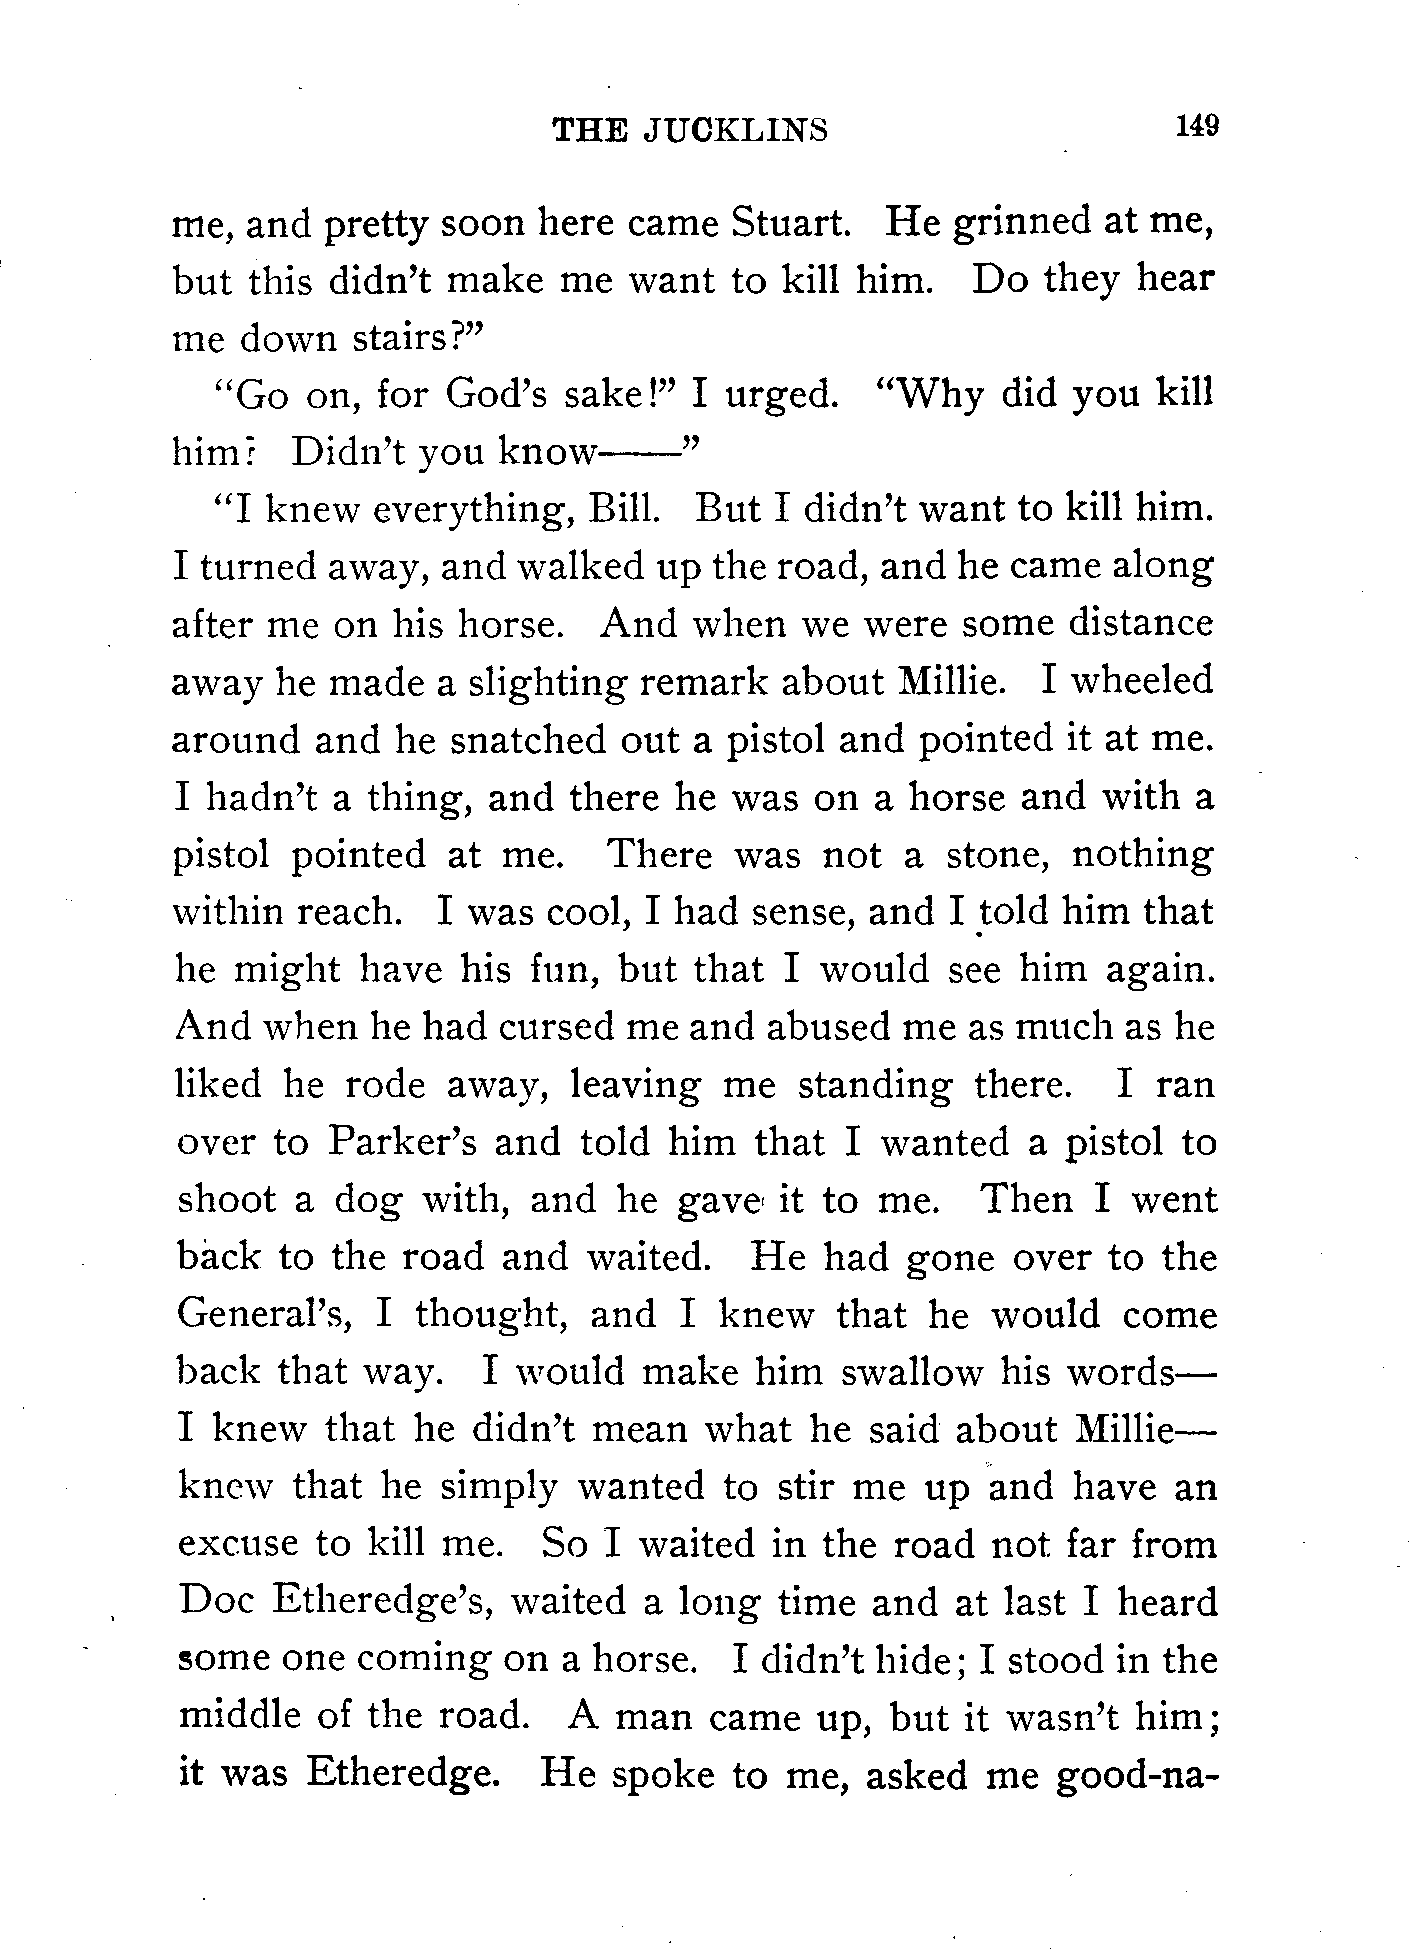 THE JUCKLINS 149
me, and pretty soon here came Stuart. He grinned at me,
but this didn't make me want to kill him. Do they hear
me down stairs?"
"Go on, for God's sake!" I urged. "Why did you kill
him? Didn't you know——"
"I knew everything, Bill. But I didn't want to kill him.
I turned away, and walked up the road, and he came along
after me on his horse. And when we were some distance
away he made a slighting remark about Millie. I wheeled
around and he snatched out a pistol and pointed it at me.
I hadn't a thing, and there he was on a horse and with a
pistol pointed at me. There was not a stone, nothing
within reach. I was cool, I had sense, and I told him that
he might have his fun, but that I would see him again.
And when he had cursed me and abused me as much as he
liked he rode away, leaving me standing there. I ran
over to Parker's and told him that I wanted a pistol to
shoot a dog with, and he gave it to me. Then I went
back to the road and waited. He had gone over to the
General's, I thought, and I knew that he would come
back that way. I would make him swallow his words—
I knew that he didn't mean what he said about Millie—
knew that he simply wanted to stir me up and have an
excuse to kill me. So I waited in the road not far from
Doc Etheredge's, waited a long time and at last I heard
some one coming on a horse. I didn't hide; I stood in the
middle of the road. A man came up, but it wasn't him;
it was Etheredge. He spoke to me, asked me good-na-